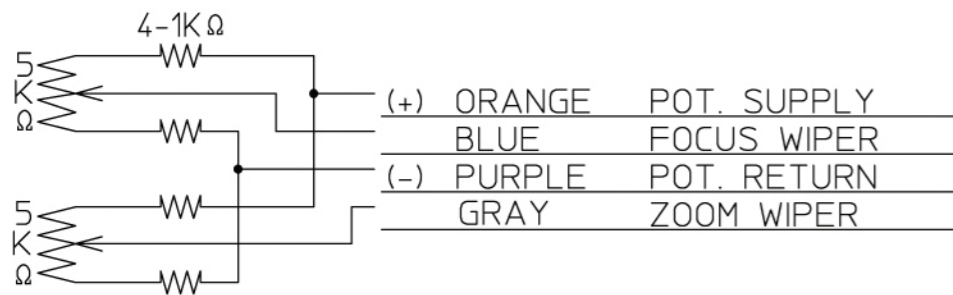 4-1KΩ
5
K
Ω
(+) ORANGE POT. SUPPLY
BLUE FOCUS WIPER
(-) PURPLE POT. RETURN
GRAY ZOOM WIPER
5
K
Ω